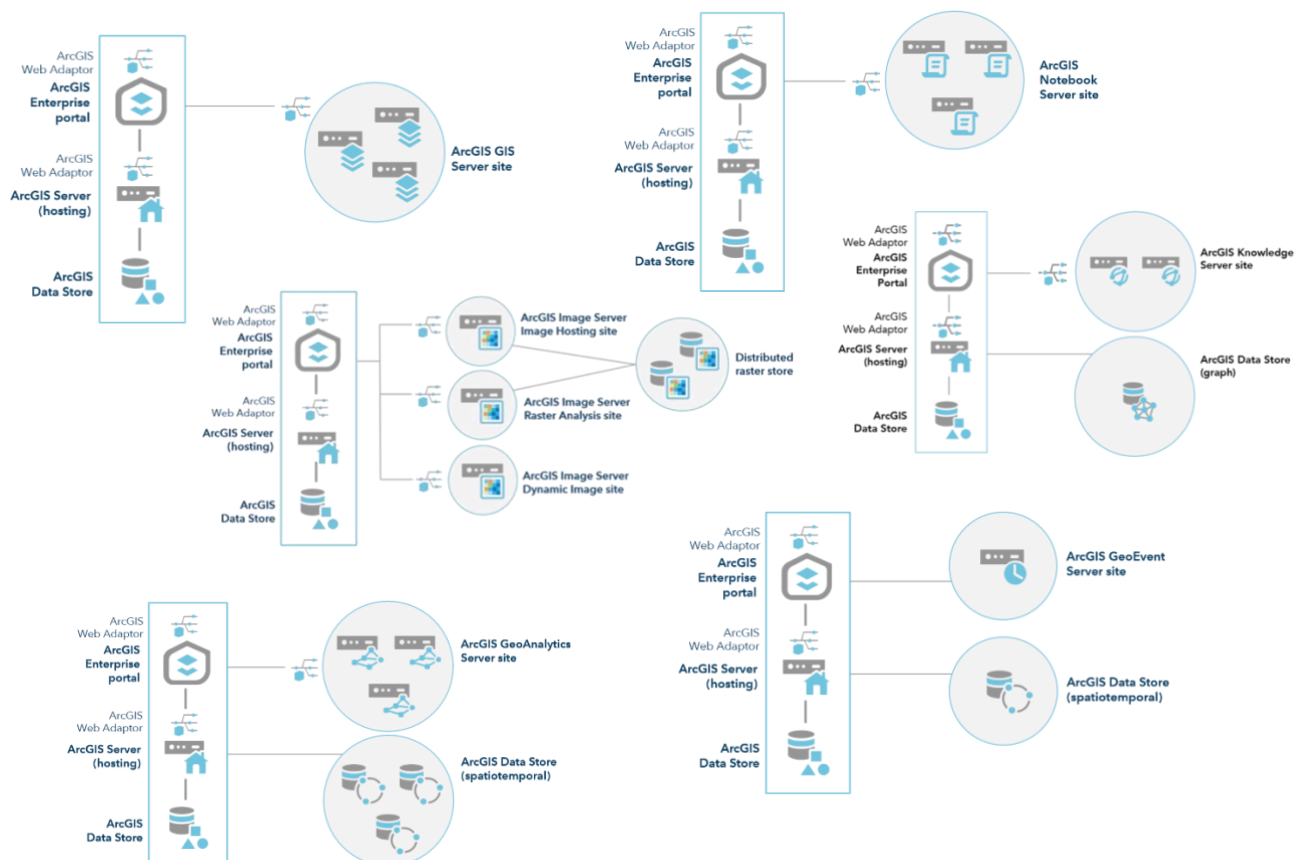 ArcGIS
Web Adaptor
ArcGIS
Enterprise
portal
ArcGIS
Web Adaptor
ArcGIS Server
(hosting)
ArcGIS
Data Store
ArcGIS GIS
Server site
ArcGIS
Web Adaptor
ArcGIS
Enterprise
portal
ArcGIS
Web Adaptor
ArcGIS Server
(hosting)
ArcGIS
Data Store
ArcGIS
Notebook
Server site
ArcGIS
Web Adaptor
ArcGIS
Enterprise
portal
ArcGIS
Web Adaptor
ArcGIS Server
(hosting)
ArcGIS
Data Store
ArcGIS Image Server
Image Hosting site
ArcGIS Image Server
Raster Analysis site
ArcGIS Image Server
Dynamic Image site
Distributed
raster store
ArcGIS
Web Adaptor
ArcGIS
Enterprise
Portal
ArcGIS
Web Adaptor
ArcGIS Server
(hosting)
ArcGIS
Data Store
ArcGIS Knowledge
Server site
ArcGIS Data Store
(graph)
ArcGIS
Web Adaptor
ArcGIS
Enterprise
portal
ArcGIS
Web Adaptor
ArcGIS Server
(hosting)
ArcGIS
Data Store
ArcGIS GeoAnalytics
Server site
ArcGIS Data Store
(spatiotemporal)
ArcGIS
Web Adaptor
ArcGIS
Enterprise
portal
ArcGIS
Web Adaptor
ArcGIS Server
(hosting)
ArcGIS
Data Store
ArcGIS GeoEvent
Server site
ArcGIS Data Store
(spatiotemporal)